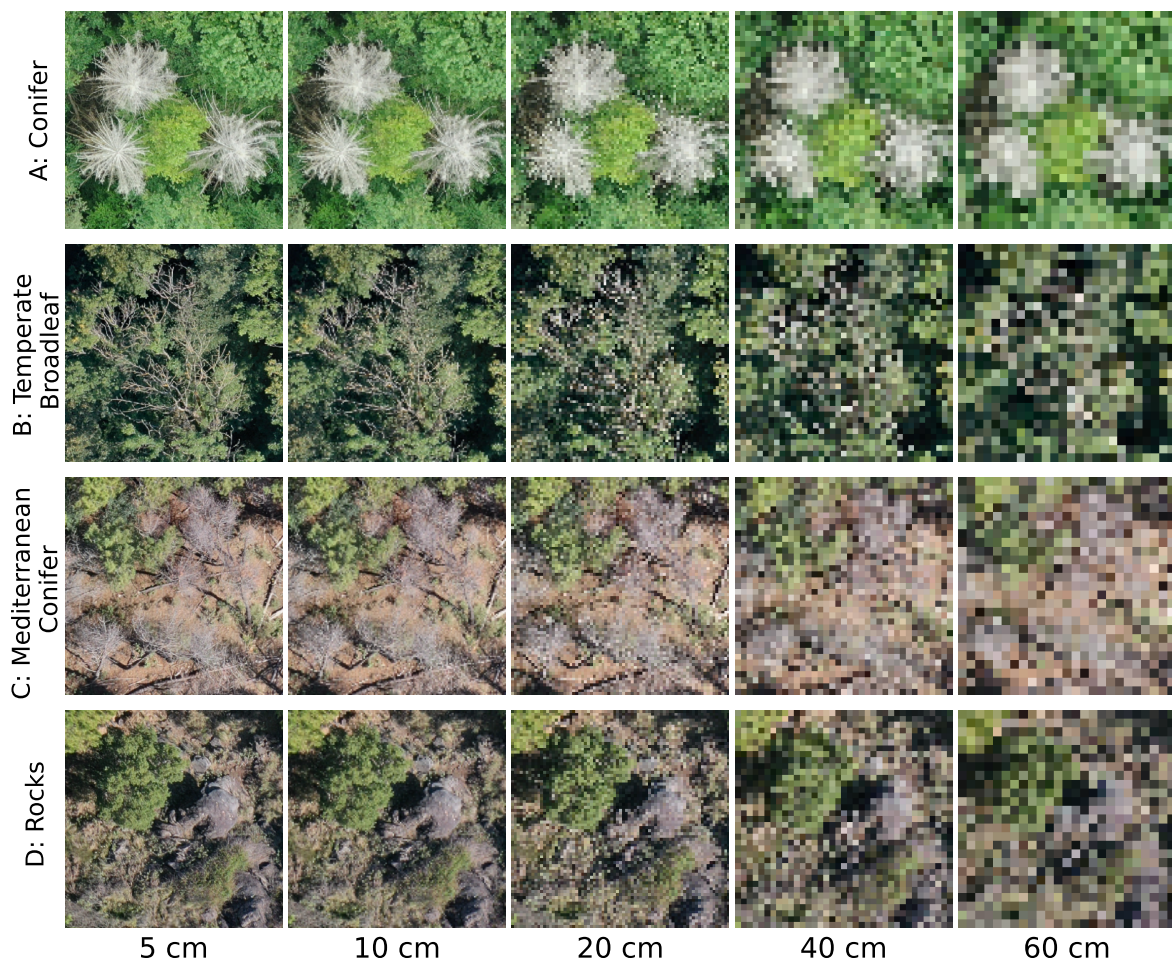 A: Conifer
B: Temperate
Broadleaf
C: Mediterranean
Conifer
D: Rocks
5 cm
10 cm
20 cm
40 cm
60 cm